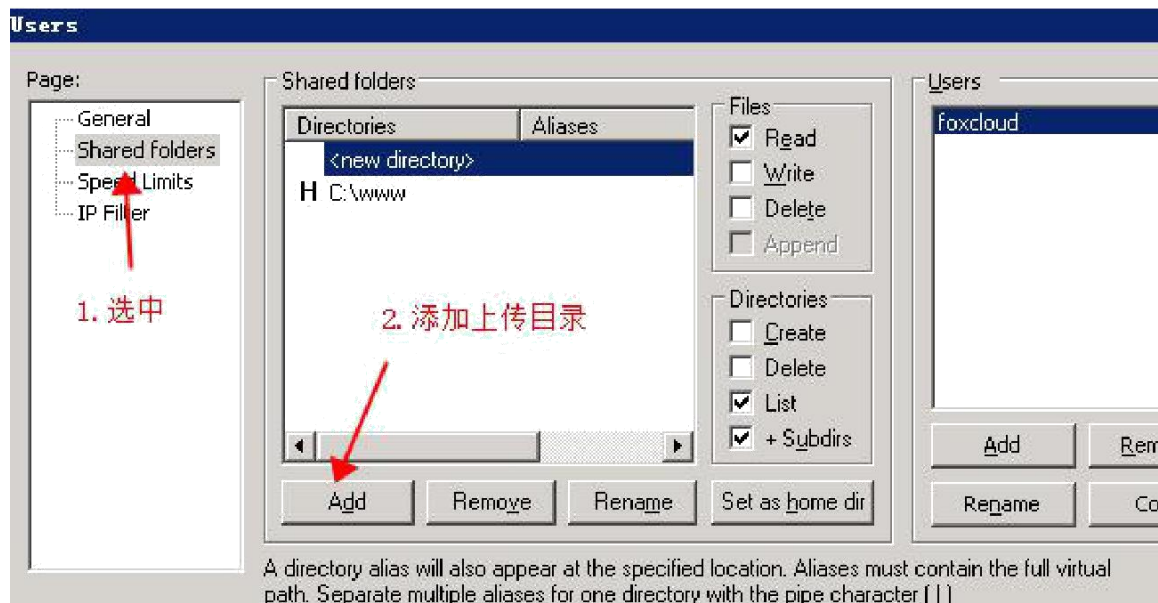 Users
Page:
General
Shared folders
Speed Limits
IP Filter
1. 选中
Shared folders
Directories Aliases
<new directory>
H C:\www
2. 添加上传目录
Add Remove Rename Set as home dir
Files
Read
Write
Delete
Append
Directories
Create
Delete
List
+ Subdirs
Users
foxcloud
Add Rem
Rename Co
A directory alias will also appear at the specified location. Aliases must contain the full virtual
path. Separate multiple aliases for one directory with the pipe character ( | )